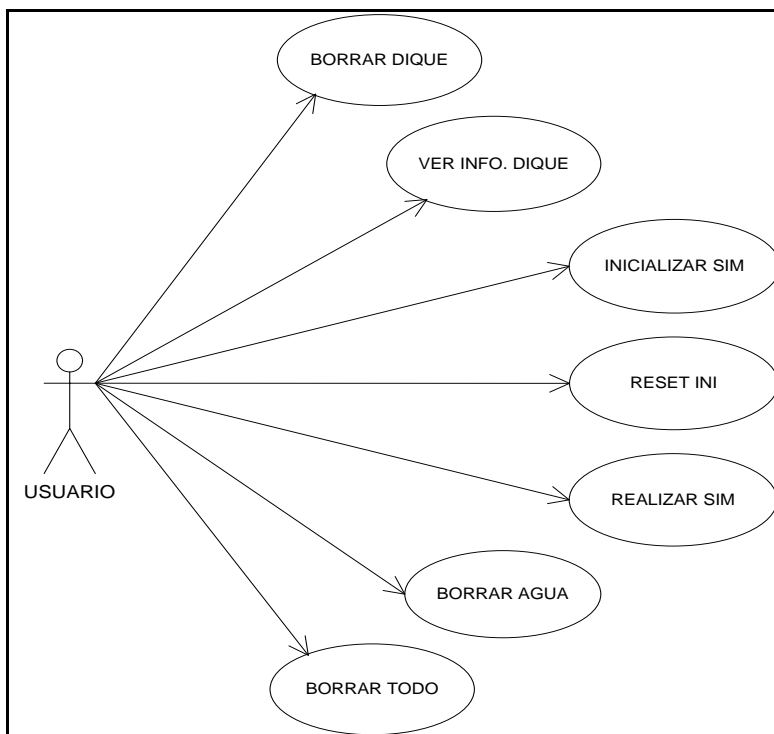 BORRAR DIQUE
VER INFO. DIQUE
INICIALIZAR SIM
RESET INI
USUARIO
REALIZAR SIM
BORRAR AGUA
BORRAR TODO